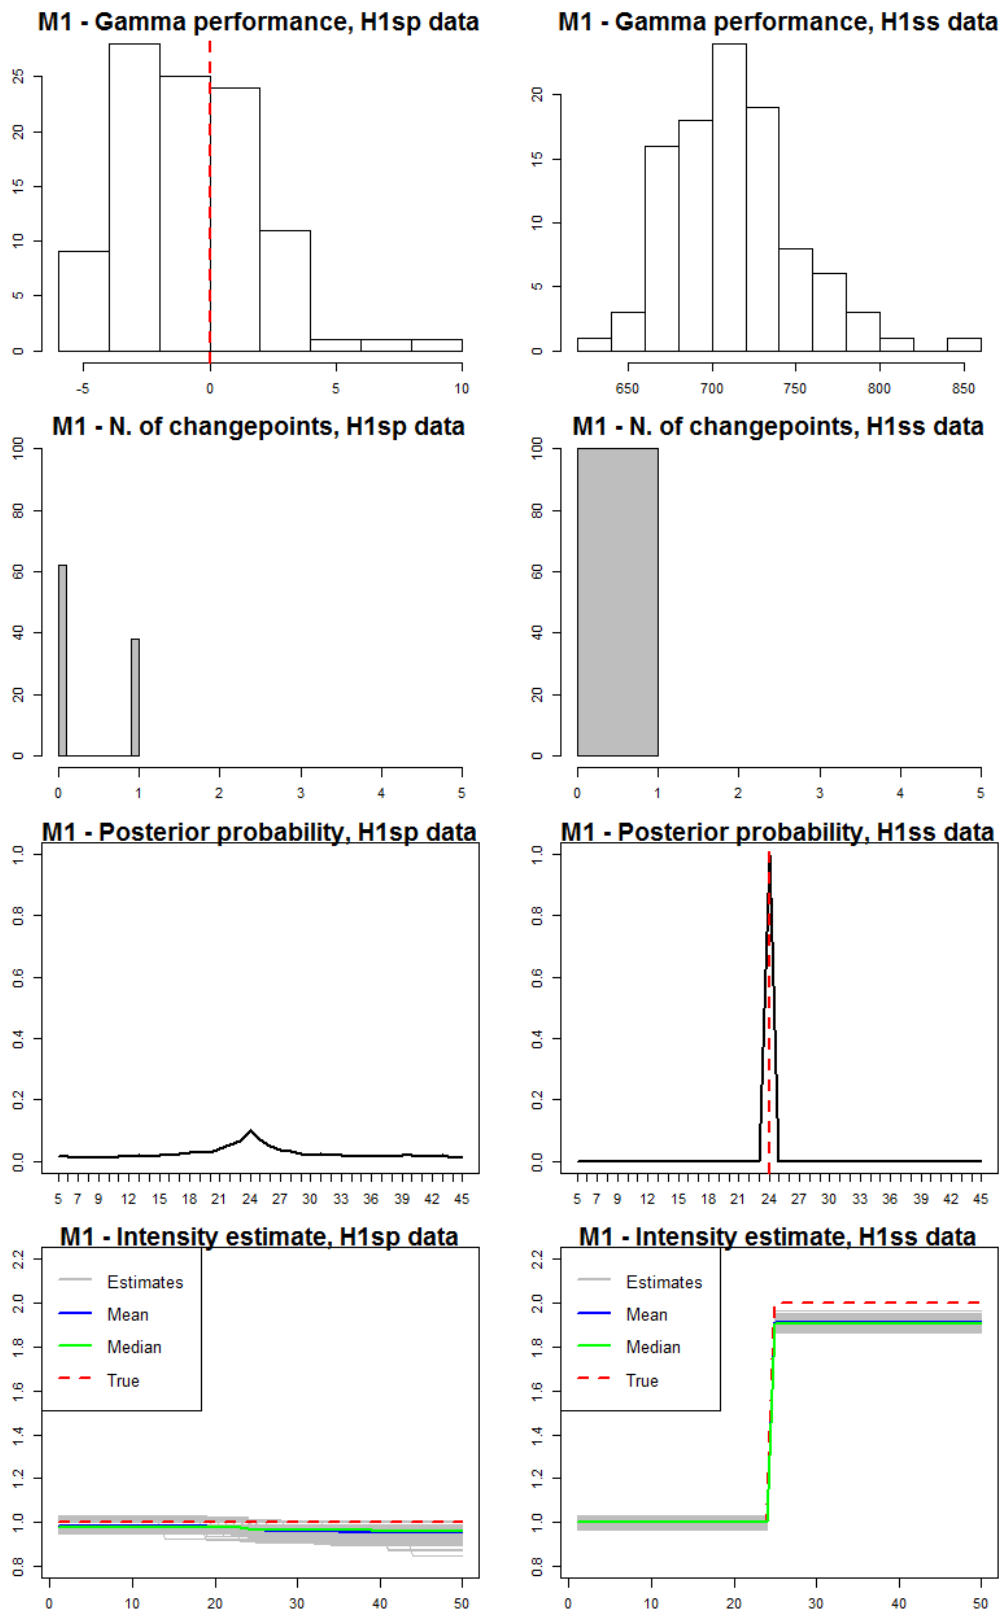 M1 - Gamma performance, H1sp data
M1 - Gamma performance, H1ss data
25
20
15
10
5
0
-5 0 5 10
20
15
10
5
0
650 700 750 800 850
M1 - N. of changepoints, H1sp data
M1 - N. of changepoints, H1ss data
100
80
60
40
20
0
0 1 2 3 4 5
100
80
60
40
20
0
0 1 2 3 4 5
M1 - Posterior probability, H1sp data
M1 - Posterior probability, H1ss data
1.0
0.8
0.6
0.4
0.2
0.0
5 7 9 12 15 18 21 24 27 30 33 36 39 42 45
1.0
0.8
0.6
0.4
0.2
0.0
5 7 9 12 15 18 21 24 27 30 33 36 39 42 45
M1 - Intensity estimate, H1sp data
M1 - Intensity estimate, H1ss data
2.2
2.0
1.8
1.6
1.4
1.2
1.0
0.8
Estimates
Mean
Median
True
0 10 20 30 40 50
2.2
2.0
1.8
1.6
1.4
1.2
1.0
0.8
Estimates
Mean
Median
True
0 10 20 30 40 50